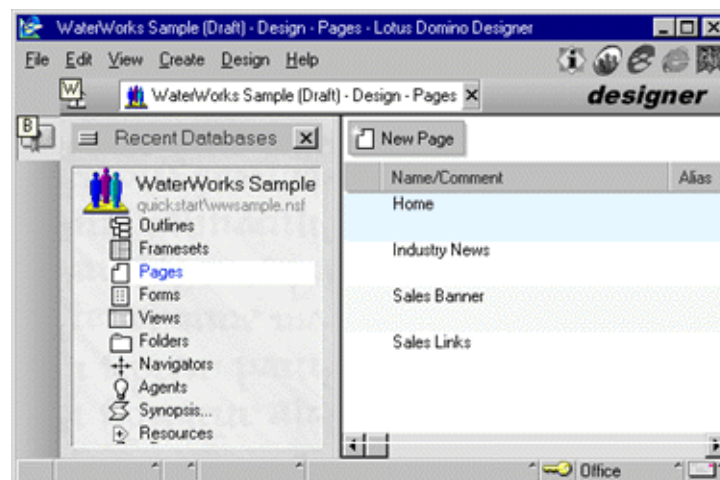 WaterWorks Sample (Draft) - Design - Pages - Lotus Domino Designer
File Edit View Create Design Help
W
WaterWorks Sample (Draft) - Design - Pages
designer
B
Recent Databases
New Page
WaterWorks Sample
quickstart\wwsample.nsf
Outlines
Framesets
Pages
Forms
Views
Folders
Navigators
Agents
Synopsis...
Resources
Name/Comment Alias
Home
Industry News
Sales Banner
Sales Links
Office